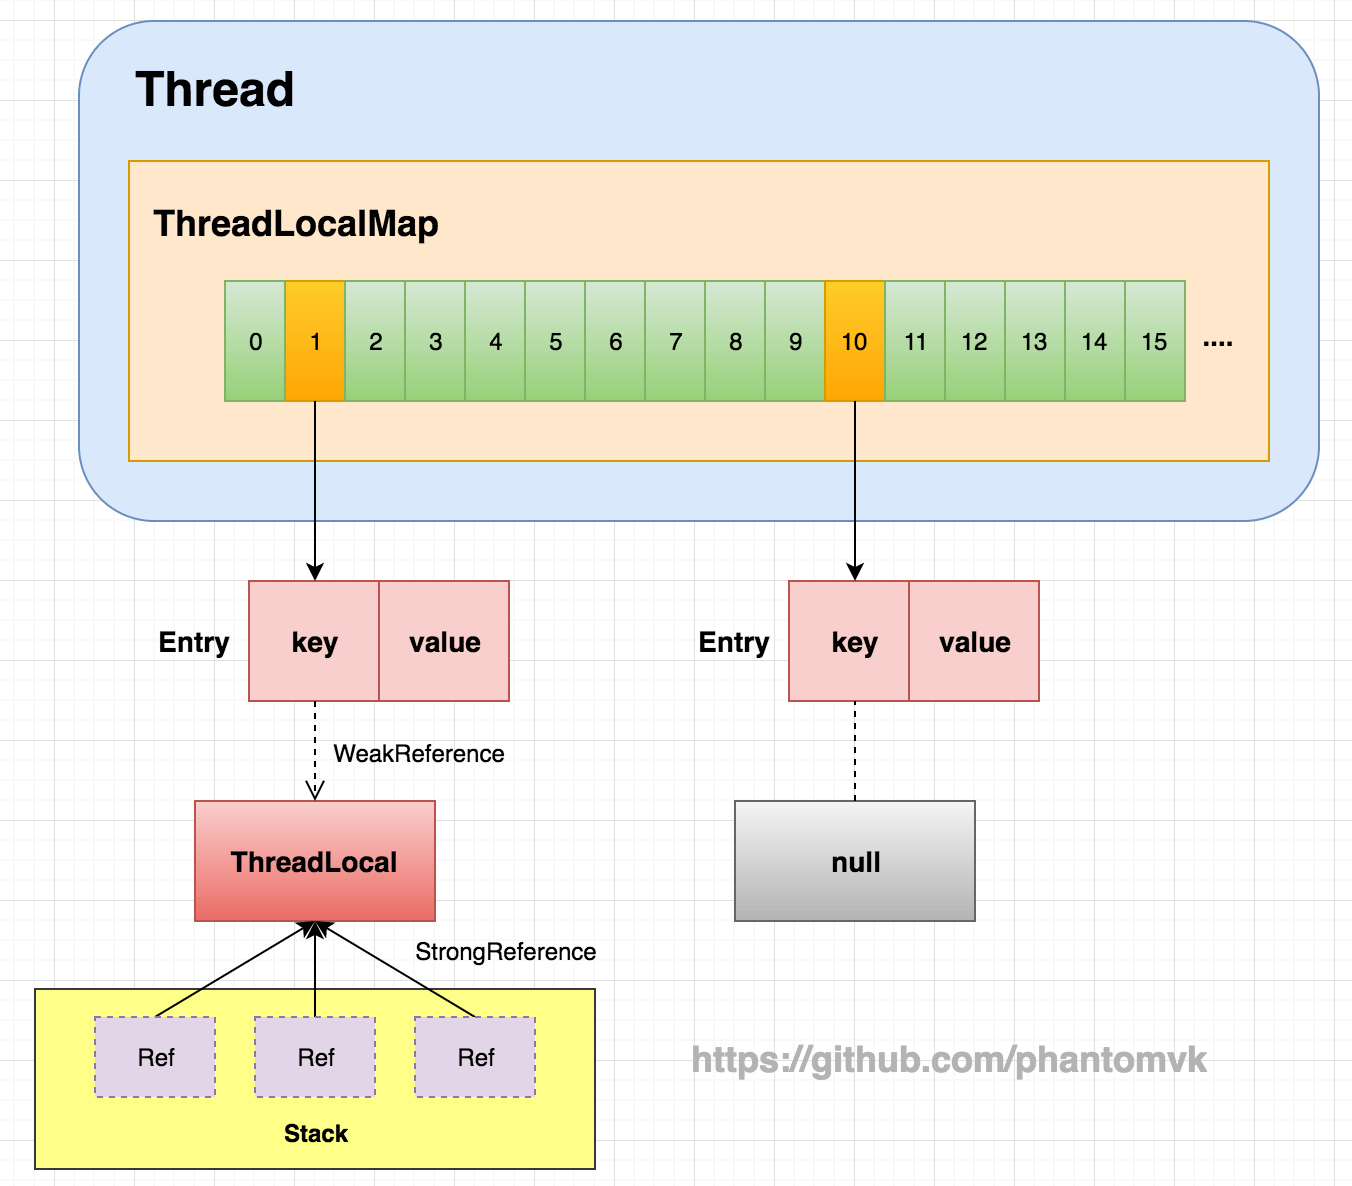 Thread
ThreadLocalMap
0 1 2 3 4 5 6 7 8 9 10 11 12 13 14 15 ....
Entry key value Entry key value
WeakReference
ThreadLocal null
StrongReference
Ref Ref Ref
https://github.com/phantomvk
Stack